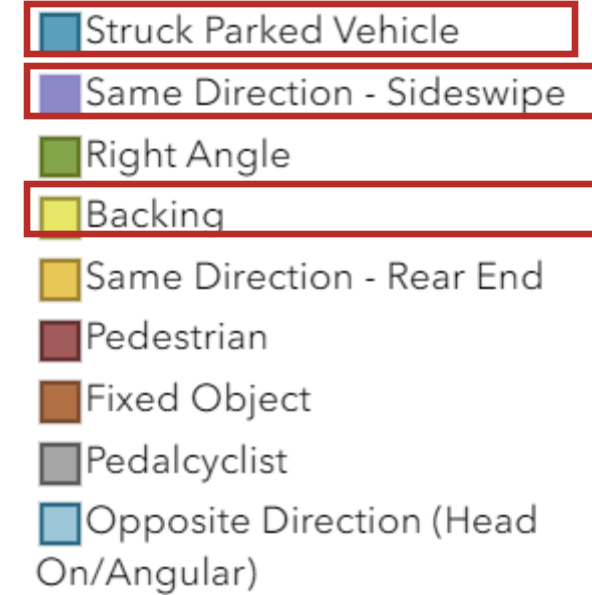 Struck Parked Vehicle
Same Direction - Sideswipe
Right Angle
Backing
Same Direction - Rear End
Pedestrian
Fixed Object
Pedalcyclist
Opposite Direction (Head
On/Angular)